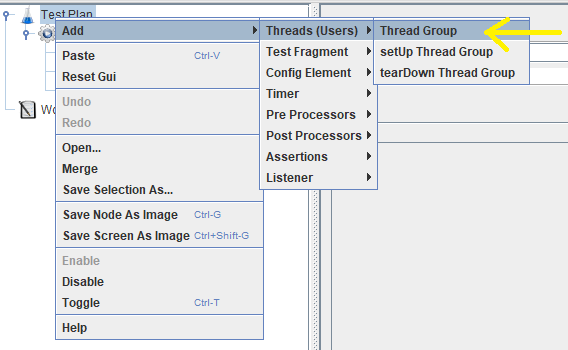 Test Plan
Add
Paste Ctrl-V
Reset Gui
Undo
Redo
Open...
Merge
Save Selection As...
Save Node As Image Ctrl-G
Save Screen As Image Ctrl+Shift-G
Enable
Disable
Toggle Ctrl-T
Help
Threads (Users)
Test Fragment
Config Element
Timer
Pre Processors
Post Processors
Assertions
Listener
Thread Group
setUp Thread Group
tearDown Thread Group